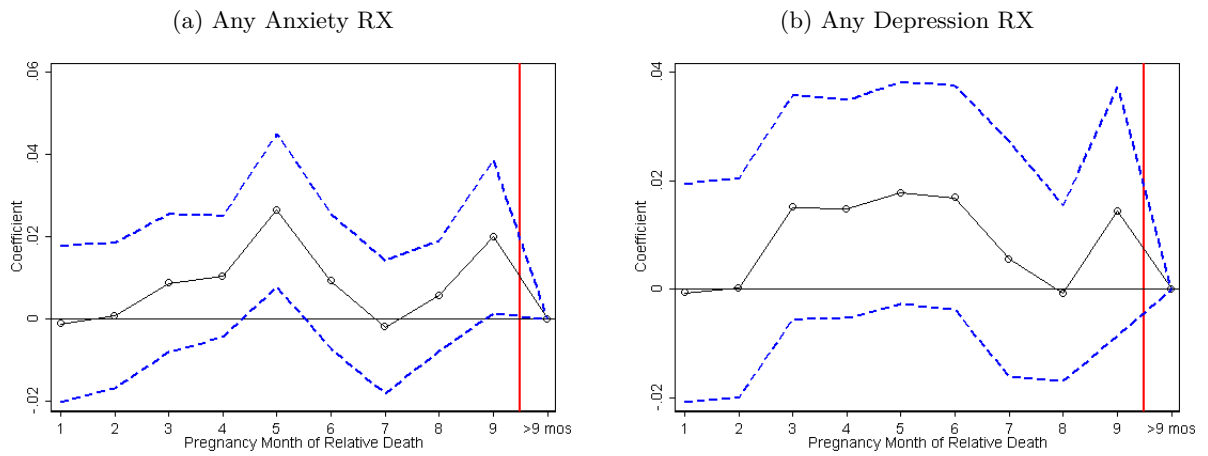 (a) Any Anxiety RX
Coefficient
.06
.04
.02
0
-.02
1 2 3 4 5 6 7 8 9 >9 mos
Pregnancy Month of Relative Death
(b) Any Depression RX
Coefficient
.04
.02
0
-.02
1 2 3 4 5 6 7 8 9 >9 mos
Pregnancy Month of Relative Death